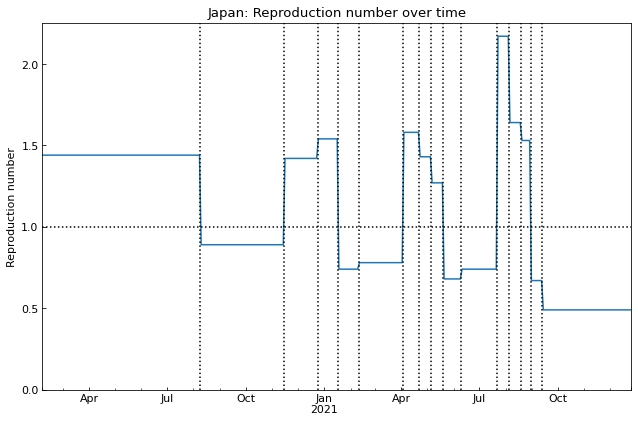 Japan: Reproduction number over time
Reproduction number
2.0
1.5
1.0
0.5
0.0
Apr Jul Oct Jan Apr Jul Oct
2021